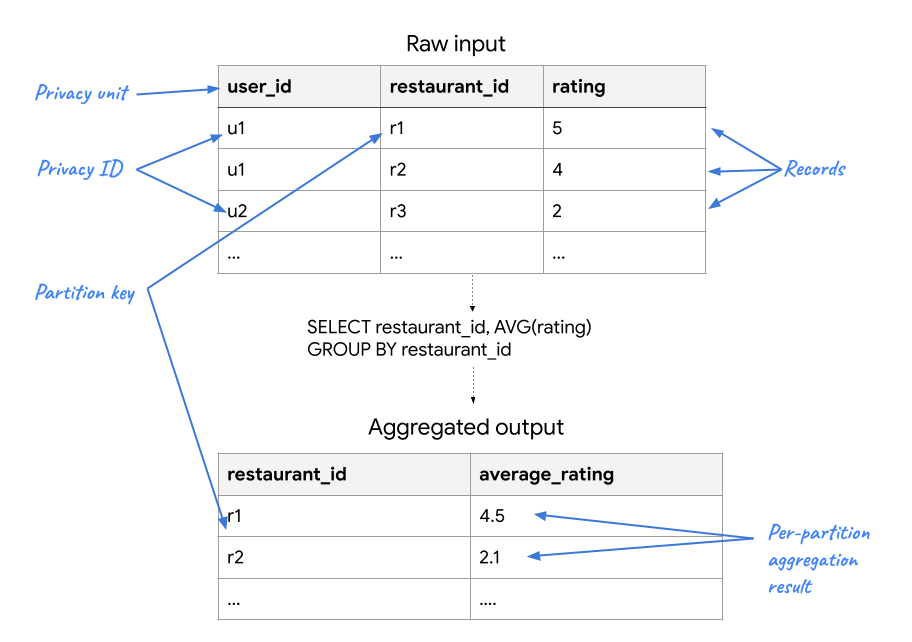 Raw input
Privacy unit
user_id restaurant_id rating
u1 r1 5
Privacy ID
u1 r2 4
Records
u2 r3 2
... ... ...
Partition key
SELECT restaurant_id, AVG(rating)
GROUP BY restaurant_id
Aggregated output
restaurant_id average_rating
r1 4.5
r2 2.1
Per-partition
aggregation
result
... ....